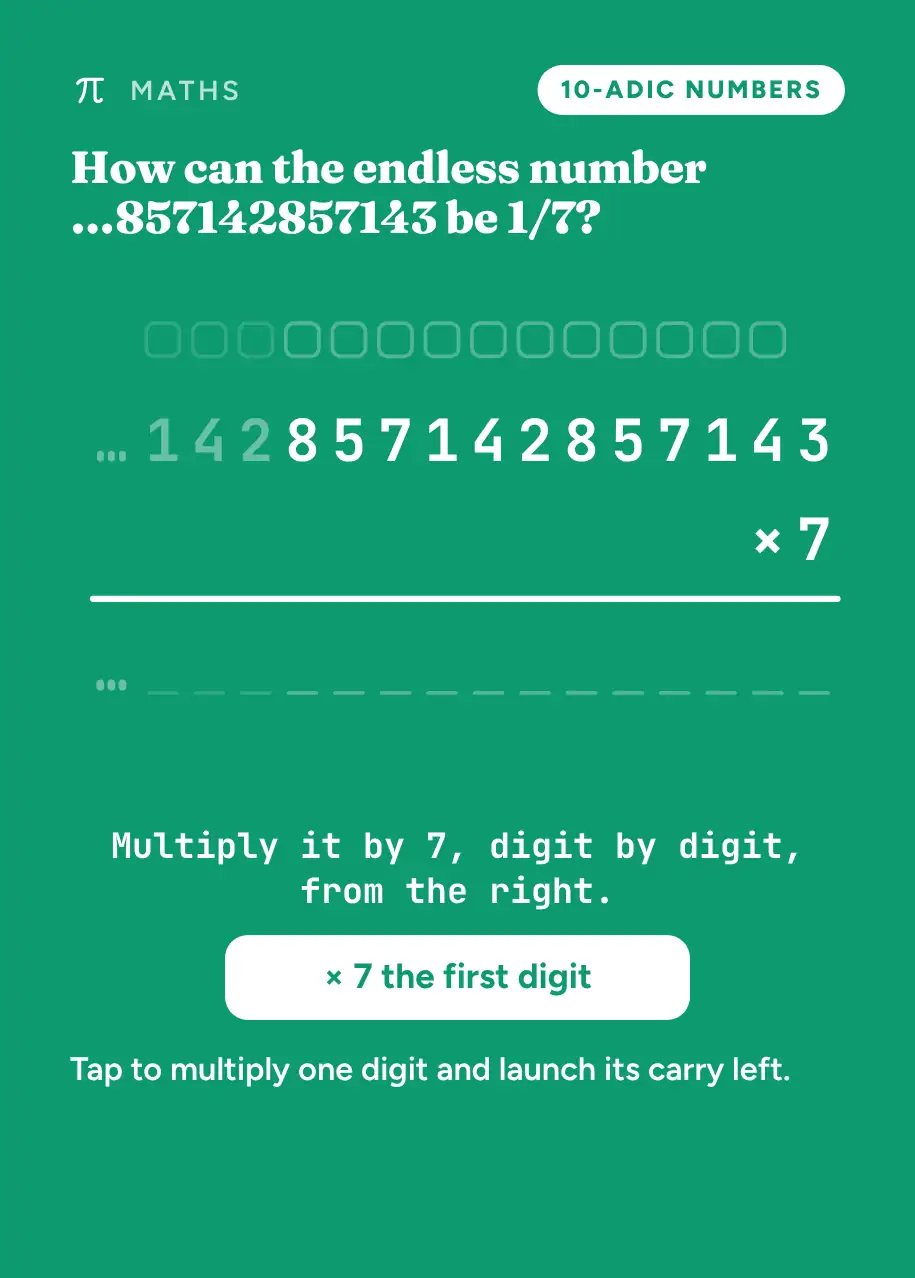 π MATHS
10-ADIC NUMBERS
How can the endless number
...857142857143 be 1/7?
... 1 4 2 8 5 7 1 4 2 8 5 7 1 4 3
× 7
...
Multiply it by 7, digit by digit,
from the right.
× 7 the first digit
Tap to multiply one digit and launch its carry left.